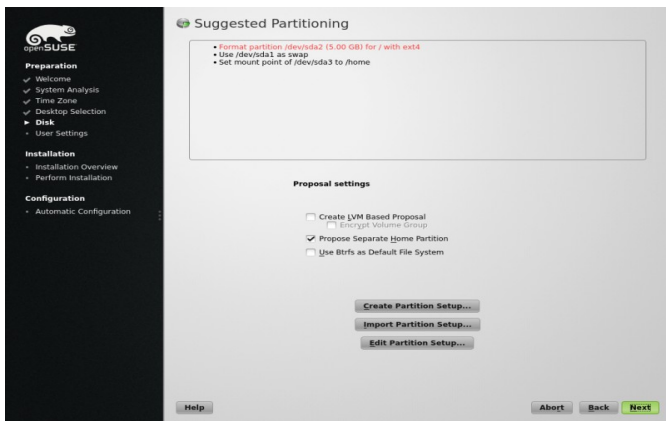 openSUSE
Preparation
Welcome
System Analysis
Time Zone
Desktop Selection
Disk
User Settings
Installation
Installation Overview
Perform Installation
Configuration
Automatic Configuration
Suggested Partitioning
Format partition /dev/sda2 (5.00 GB) for / with ext4
Use /dev/sda1 as swap
Set mount point of /dev/sda3 to /home
Proposal settings
Create LVM Based Proposal
Encrypt Volume Group
Propose Separate Home Partition
Use Btrfs as Default File System
Create Partition Setup...
Import Partition Setup...
Edit Partition Setup...
Help
Abort
Back
Next